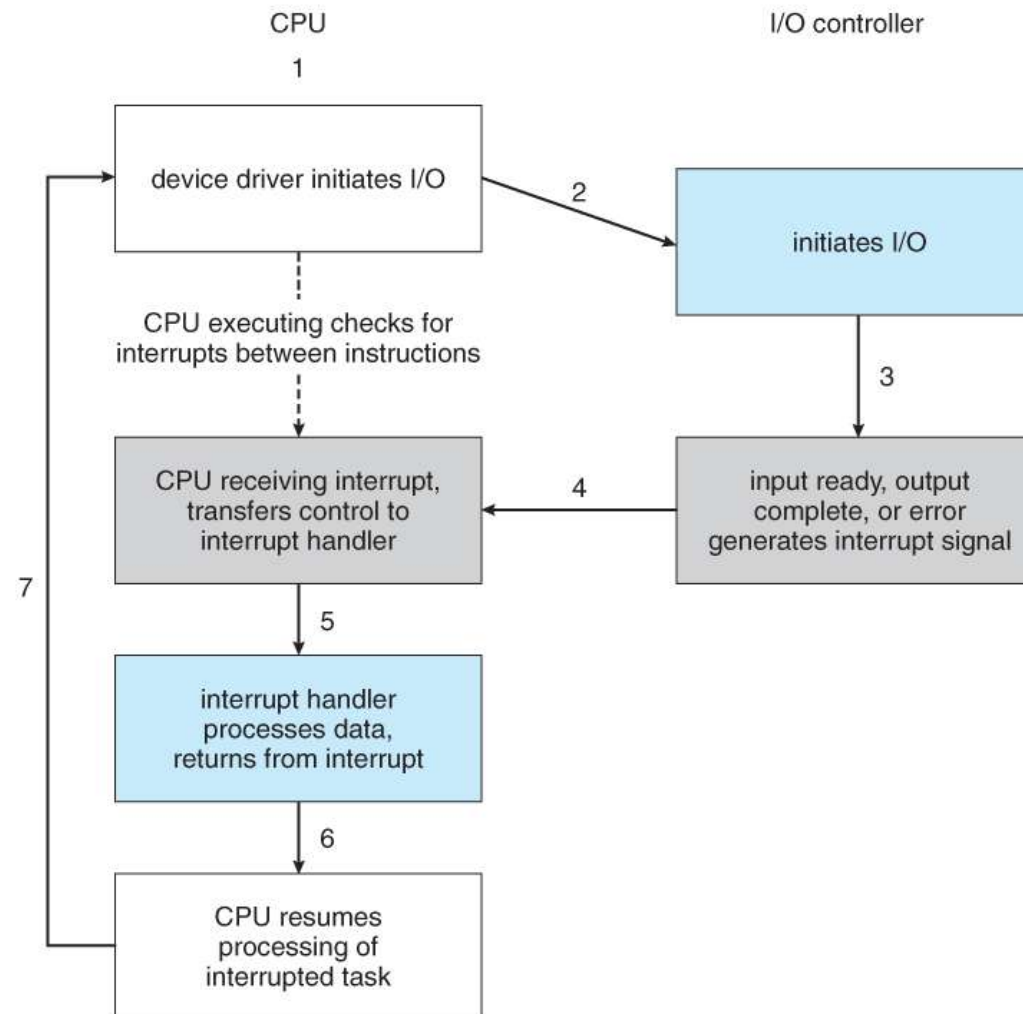 CPU
I/O controller
1
device driver initiates I/O
2
initiates I/O
CPU executing checks for
interrupts between instructions
3
CPU receiving interrupt,
transfers control to
interrupt handler
4
input ready, output
complete, or error
generates interrupt signal
7
5
interrupt handler
processes data,
returns from interrupt
6
CPU resumes
processing of
interrupted task